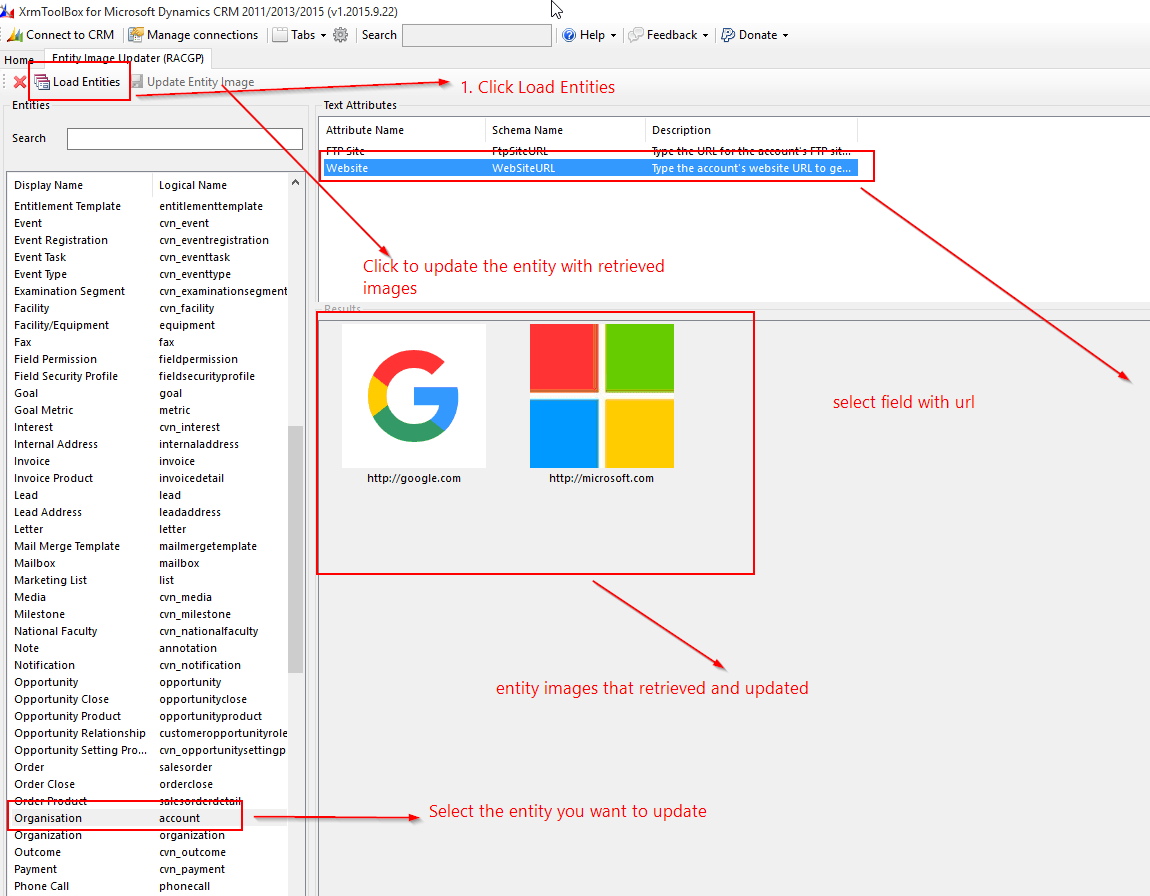 XrmToolBox for Microsoft Dynamics CRM 2011/2013/2015 (v1.2015.9.22)
Connect to CRM Manage connections Tabs Search Help Feedback Donate
Home Entity Image Updater (RACGP)
Load Entities Update Entity Image
1. Click Load Entities
Entities
Search
Display Name Logical Name
Entitlement Template entitlementtemplate
Event cvn_event
Event Registration cvn_eventregistration
Event Task cvn_eventtask
Event Type cvn_eventtype
Examination Segment cvn_examinationsegment
Facility cvn_facility
Facility/Equipment equipment
Fax fax
Field Permission fieldpermission
Field Security Profile fieldsecurityprofile
Goal goal
Goal Metric metric
Interest cvn_interest
Internal Address internaladdress
Invoice invoice
Invoice Product invoicedetail
Lead lead
Lead Address leadaddress
Letter letter
Mail Merge Template mailmergetemplate
Mailbox mailbox
Marketing List list
Media cvn_media
Milestone cvn_milestone
National Faculty cvn_nationalfaculty
Note annotation
Notification cvn_notification
Opportunity opportunity
Opportunity Close opportunityclose
Opportunity Product opportunityproduct
Opportunity Relationship customeropportunityrole
Opportunity Setting Pro... cvn_opportunitysettingp
Order salesorder
Order Close orderclose
Order Product salesorderdetail
Organisation account
Organization organization
Outcome cvn_outcome
Payment cvn_payment
Phone Call phonecall
Text Attributes
Attribute Name Schema Name Description
FTP Site FtpSiteURL Type the URL for the account's FTP sit...
Website WebSiteURL Type the account's website URL to ge...
Click to update the entity with retrieved
images
Results
http://google.com http://microsoft.com
select field with url
entity images that retrieved and updated
Select the entity you want to update